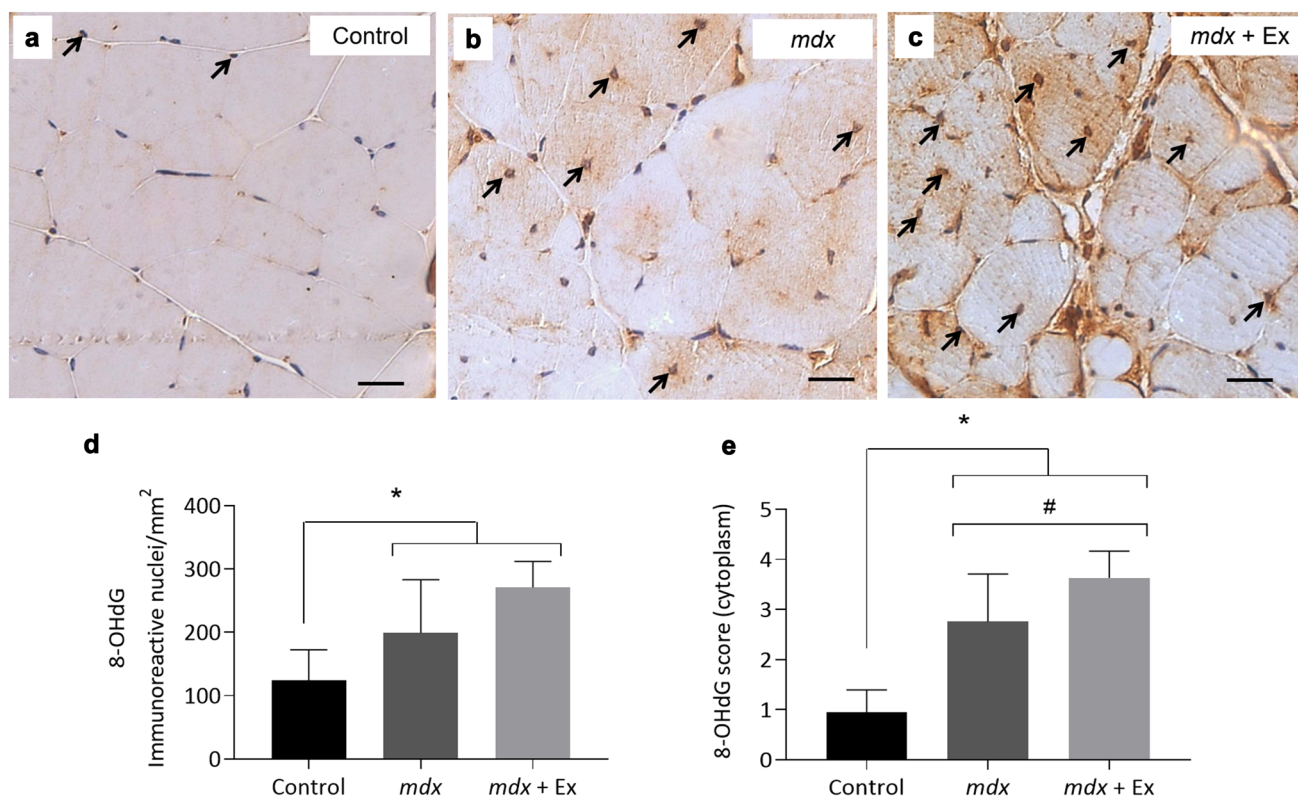 a
Control
b
mdx
c
mdx + Ex
d
*
8-OHdG
Immunoreactive nuclei/mm²
400
300
200
100
0
Control
mdx
mdx + Ex
e
*
#
8-OHdG score (cytoplasm)
5
4
3
2
1
0
Control
mdx
mdx + Ex